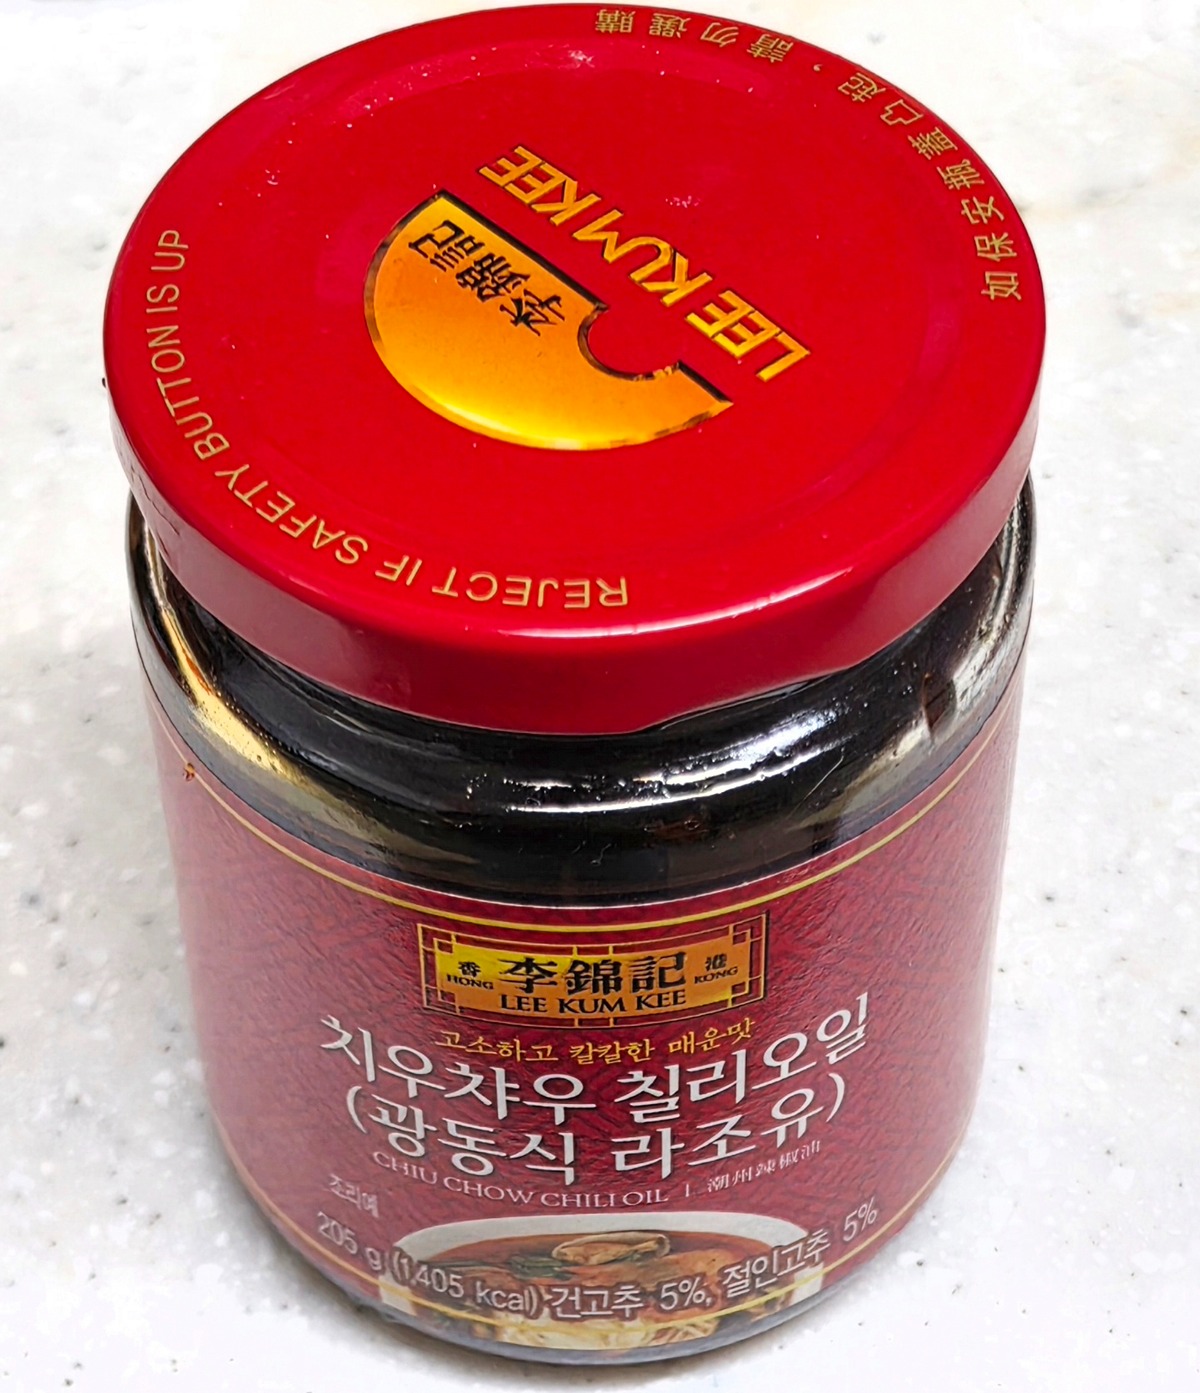 如保安瓶蓋凸起，請勿選購
LEE KUM KEE
李錦記
REJECT IF SAFETY BUTTON IS UP
香 李錦記 港
HONG LEE KUM KEE KONG
고소하고 칼칼한 매운맛
치우챠우 칠리오일
(광동식 라조유)
CHIU CHOW CHILI OIL | 潮州辣椒油
조리예
205 g (1,405 kcal) 건고추 5%, 절인고추 5%